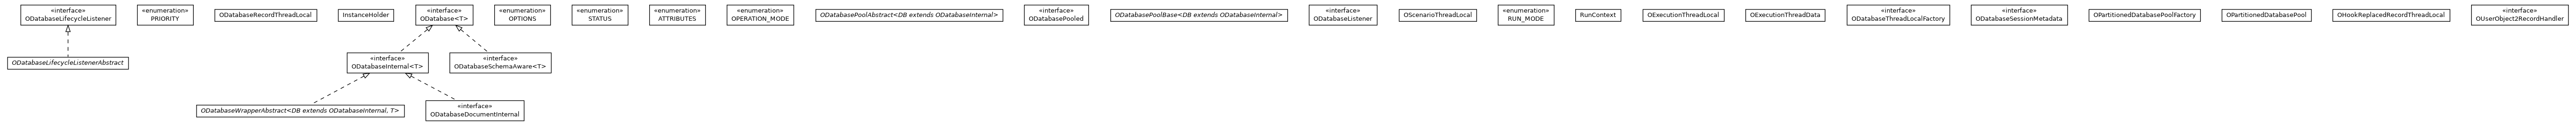 «interface»
ODatabaseLifecycleListener
«enumeration»
PRIORITY
ODatabaseRecordThreadLocal
InstanceHolder
«interface»
ODatabase<T>
«enumeration»
OPTIONS
«enumeration»
STATUS
«enumeration»
ATTRIBUTES
«enumeration»
OPERATION_MODE
ODatabasePoolAbstract<DB extends ODatabaseInternal>
«interface»
ODatabasePooled
ODatabasePoolBase<DB extends ODatabaseInternal>
«interface»
ODatabaseListener
OScenarioThreadLocal
«enumeration»
RUN_MODE
RunContext
OExecutionThreadLocal
OExecutionThreadData
«interface»
ODatabaseThreadLocalFactory
«interface»
ODatabaseSessionMetadata
OPartitionedDatabasePoolFactory
OPartitionedDatabasePool
OHookReplacedRecordThreadLocal
«interface»
OUserObject2RecordHandler
ODatabaseLifecycleListenerAbstract
«interface»
ODatabaseInternal<T>
«interface»
ODatabaseSchemaAware<T>
ODatabaseWrapperAbstract<DB extends ODatabaseInternal, T>
«interface»
ODatabaseDocumentInternal